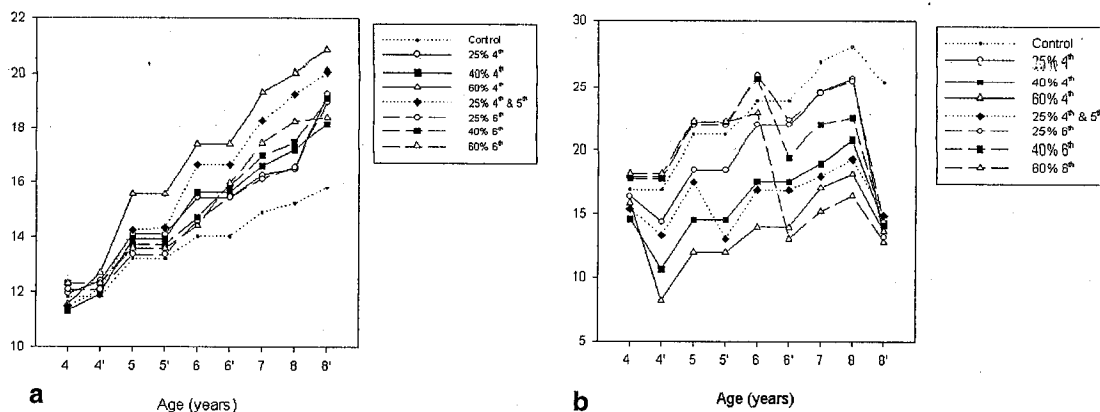 22
20
18
16
14
12
10
4 4' 5 5' 6 6' 7 8 8'
a
Age (years)
Control
25% 4th
40% 4th
60% 4th
25% 4th & 5th
25% 6th
40% 6th
60% 6th
30
25
20
15
10
5
4 4' 5 5' 6 6' 7 8 8'
b
Age (years)
Control
25% 4th
40% 4th
60% 4th
25% 4th & 5th
25% 6th
40% 6th
60% 6th